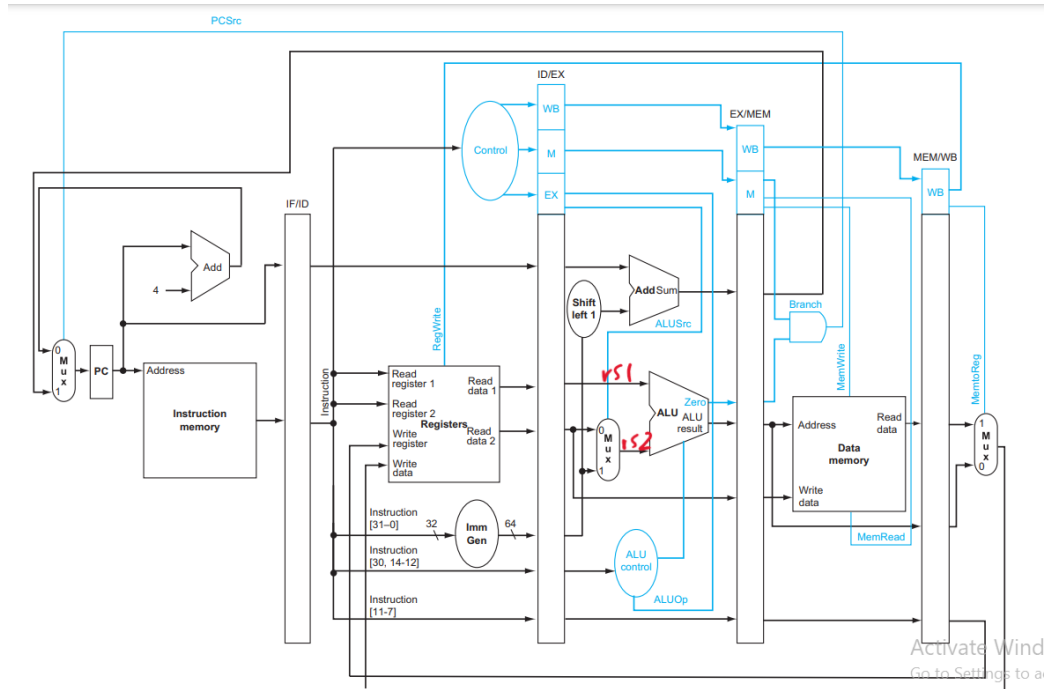 PCSrc
ID/EX
WB
EX/MEM
Control
M
WB
MEM/WB
EX
M
WB
IF/ID
Add
4
Shift
left 1
Add Sum
Branch
ALUSrc
RegWrite
MemWrite
MemtoReg
0
M
u
x
1
PC
Address
Instruction
memory
Instruction
Read
register 1
Read
data 1
Read
register 2
Registers
Read
data 2
Write
register
Write
data
rs1
rs2
0
M
u
x
1
Zero
ALU
ALU
result
Address
Read
data
Data
memory
Write
data
MemRead
1
M
u
x
0
Instruction
[31–0]
32
Imm
Gen
64
Instruction
[30, 14-12]
ALU
control
Instruction
[11-7]
ALUOp
Activate Wind
Go to Settings to a